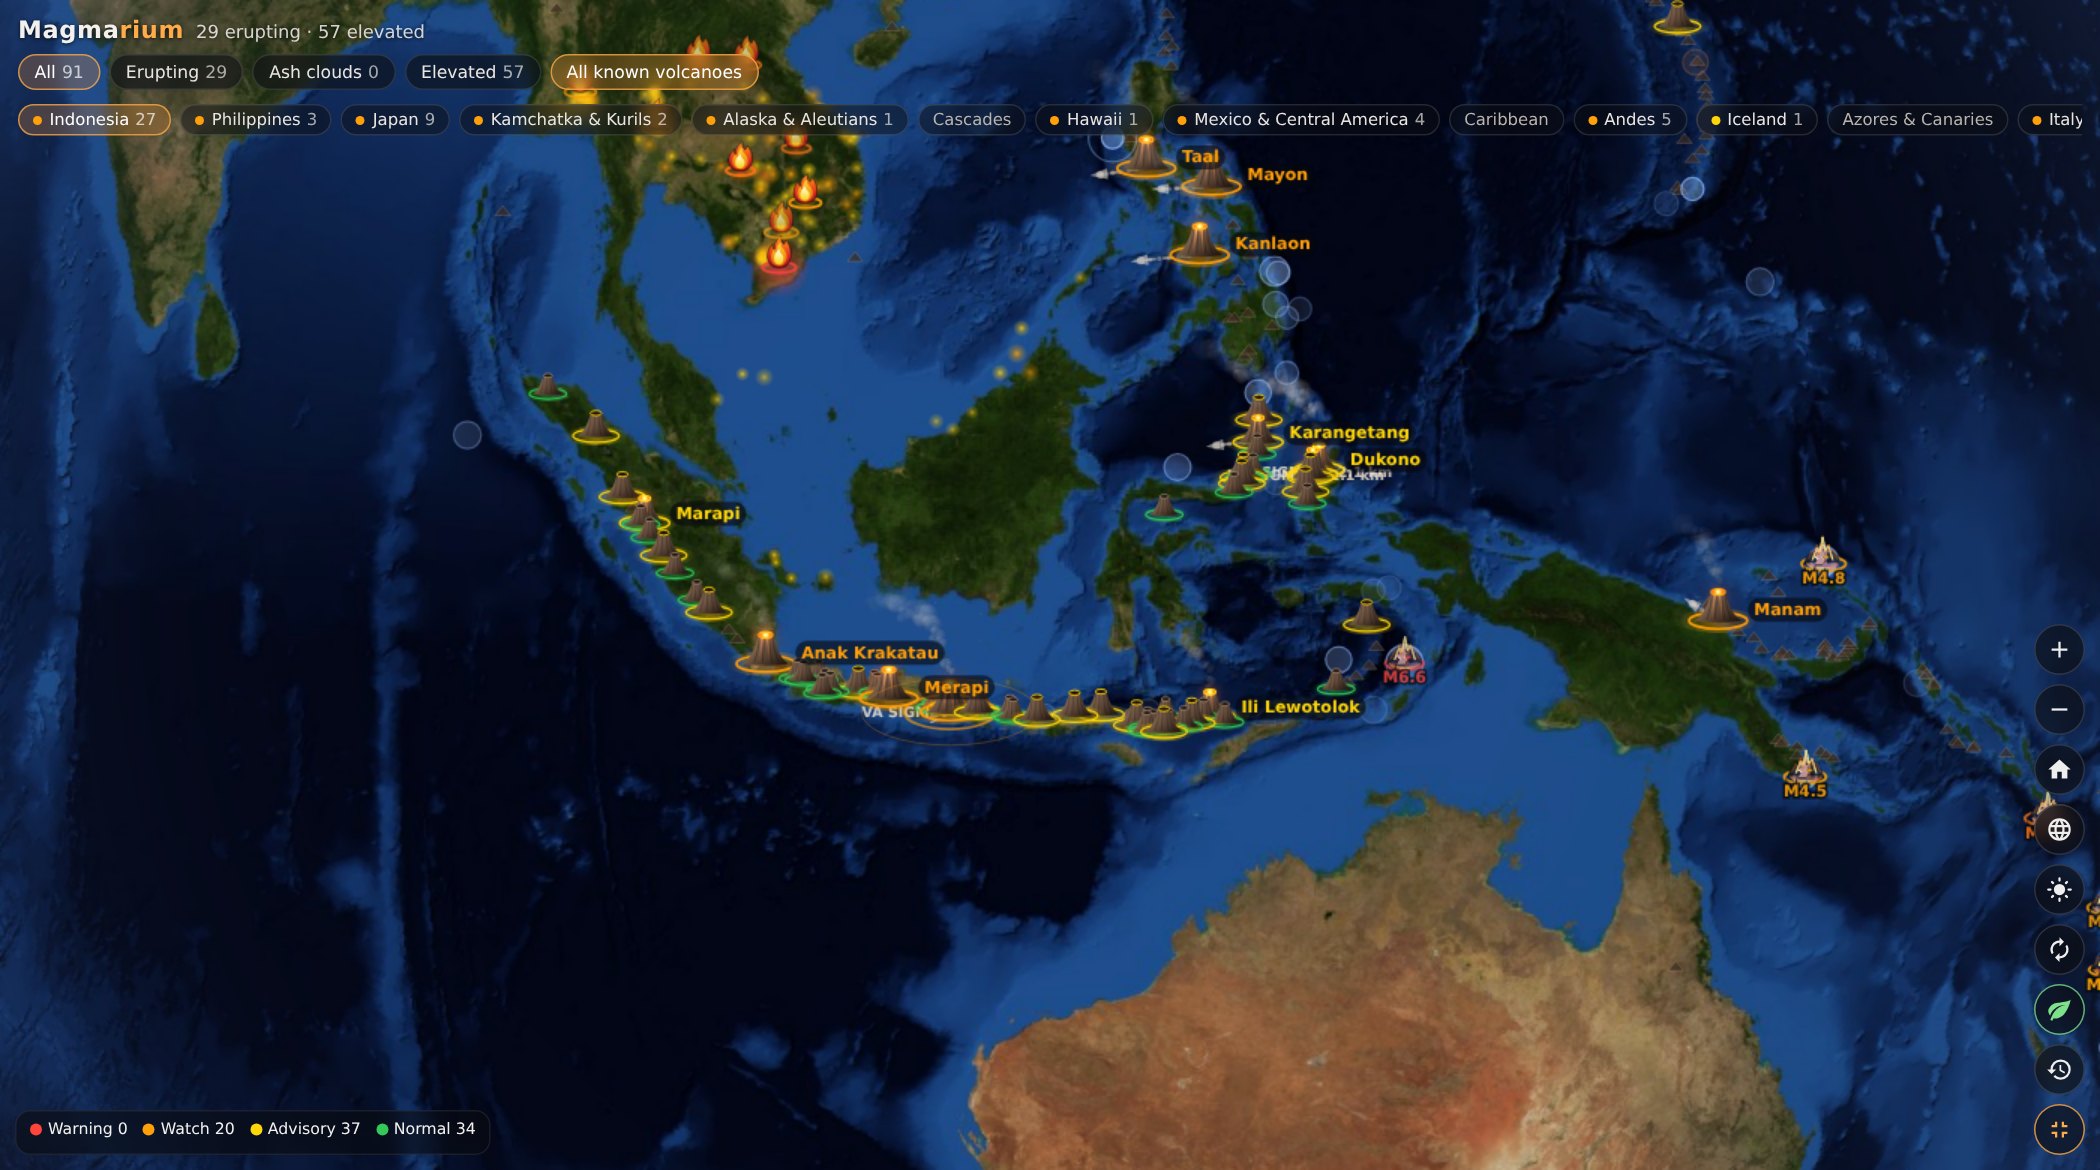 Magmarium 29 erupting · 57 elevated
All 91 Erupting 29 Ash clouds 0 Elevated 57 All known volcanoes
Indonesia 27 Philippines 3 Japan 9 Kamchatka & Kurils 2 Alaska & Aleutians 1 Cascades Hawaii 1 Mexico & Central America 4 Caribbean Andes 5 Iceland 1 Azores & Canaries Italy
Taal
Mayon
Kanlaon
Karangetang
Dukono
Marapi
M4.8
Manam
Anak Krakatau
M6.6
Merapi
Ili Lewotolok
VA SIGM
M4.5
Warning 0 Watch 20 Advisory 37 Normal 34